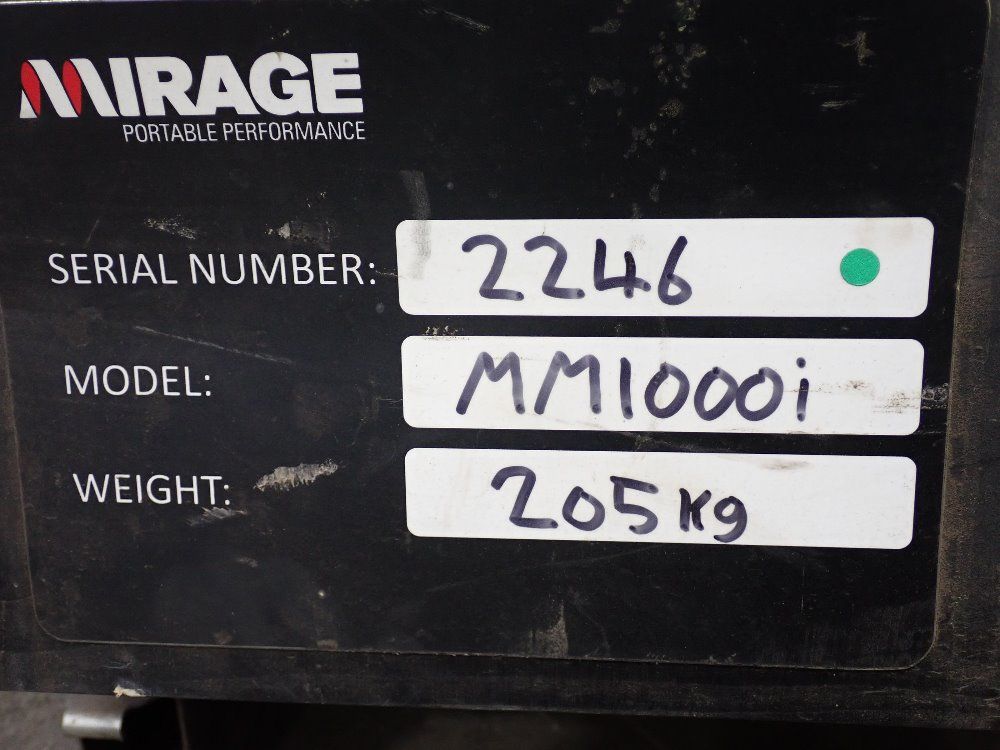 MIRAGE
PORTABLE PERFORMANCE
SERIAL NUMBER: 2246
MODEL: MM1000i
WEIGHT: 205kg